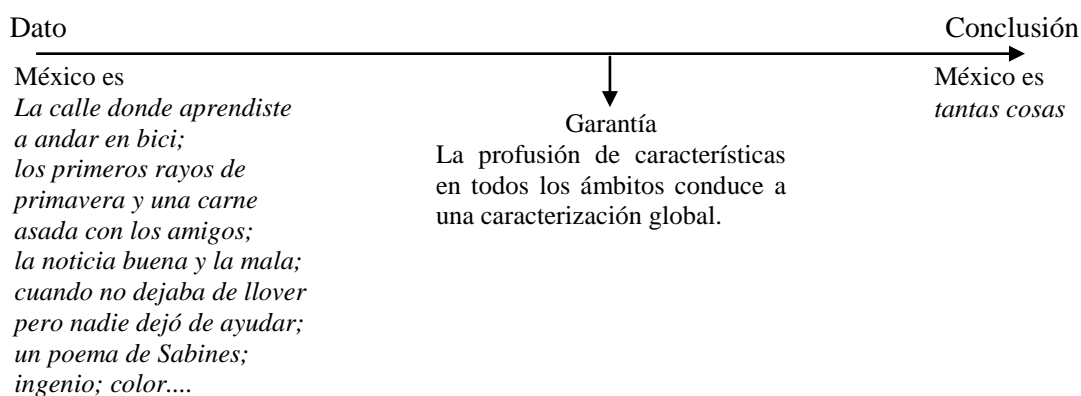 Dato
Conclusión
México es
La calle donde aprendiste
a andar en bici;
los primeros rayos de
primavera y una carne
asada con los amigos;
la noticia buena y la mala;
cuando no dejaba de llover
pero nadie dejó de ayudar;
un poema de Sabines;
ingenio; color....
Garantía
La profusión de características
en todos los ámbitos conduce a
una caracterización global.
México es
tantas cosas